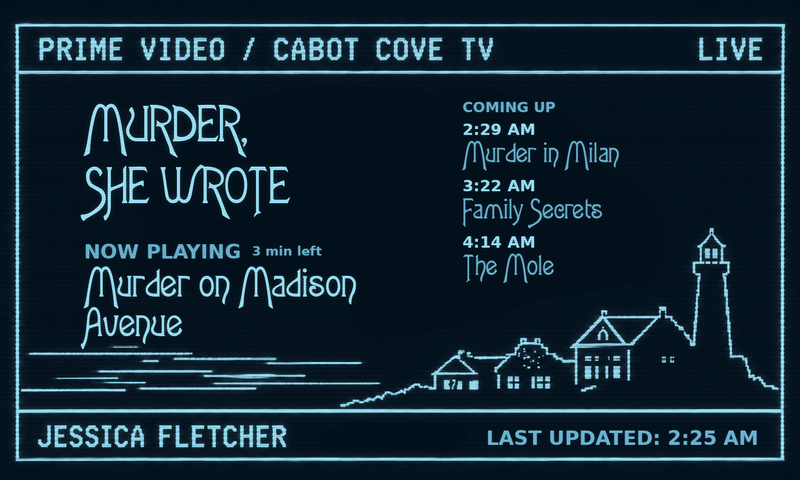 PRIME VIDEO / CABOT COVE TV
LIVE
MURDER,
SHE WROTE
NOW PLAYING 3 min left
Murder on Madison
Avenue
COMING UP
2:29 AM
Murder in Milan
3:22 AM
Family Secrets
4:14 AM
The Mole
JESSICA FLETCHER
LAST UPDATED: 2:25 AM